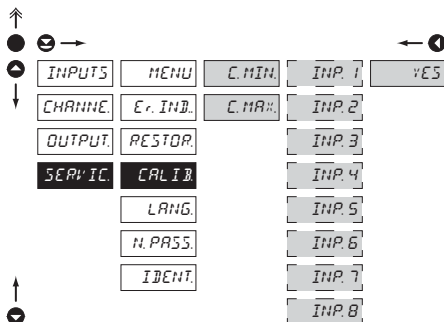 INPUTS MENU C.MIN. INP. 1 YES
CHANNE. Er. IND. C.MAX. INP. 2
OUTPUT. RESTOR. INP. 3
SERVIC. CALIB. INP. 4
LANG. INP. 5
N. PASS. INP. 6
IDENT. INP. 7
INP. 8